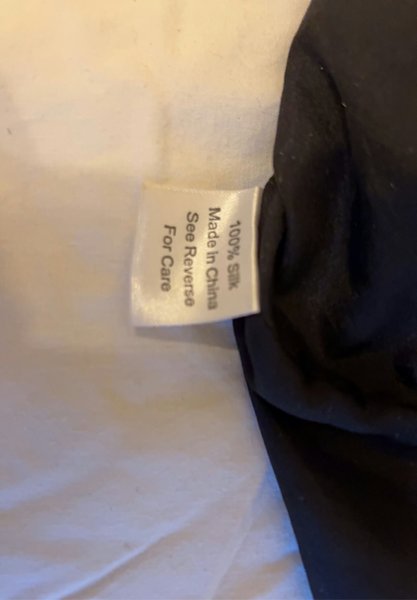 100% Silk
Made In China
See Reverse
For Care